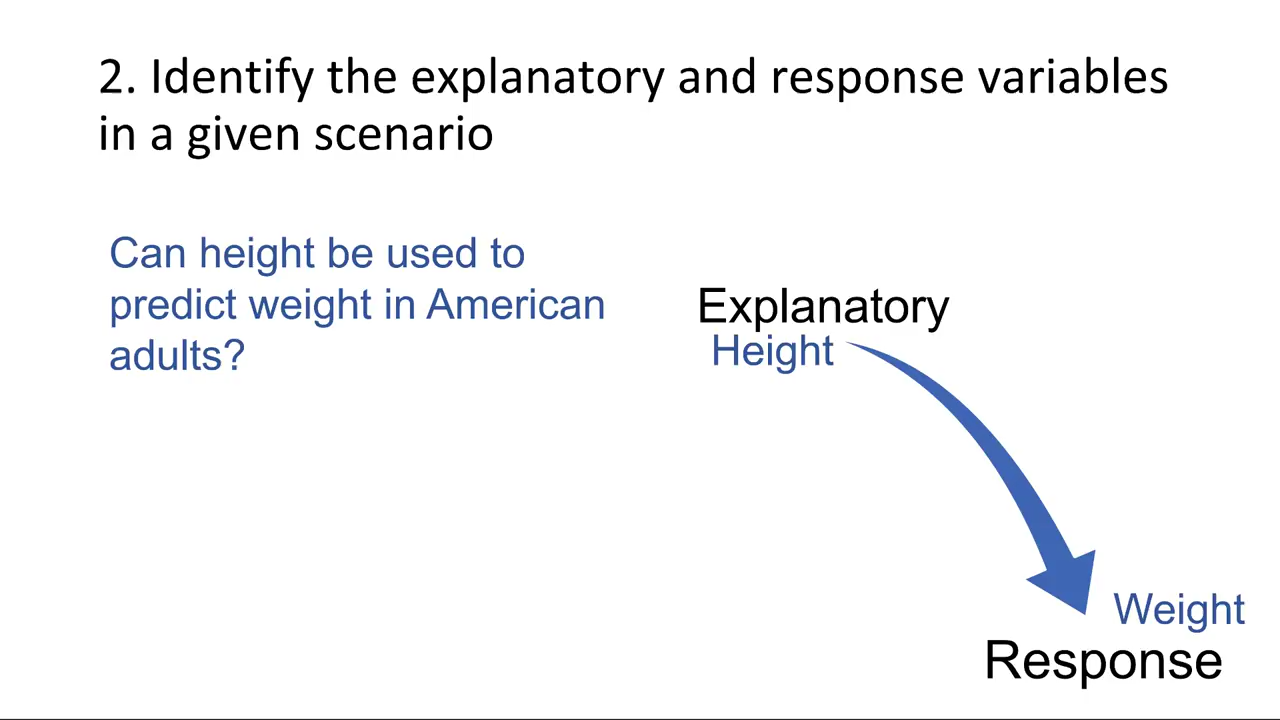 2. Identify the explanatory and response variables
in a given scenario
Can height be used to
predict weight in American
adults?
Explanatory
Height
Weight
Response